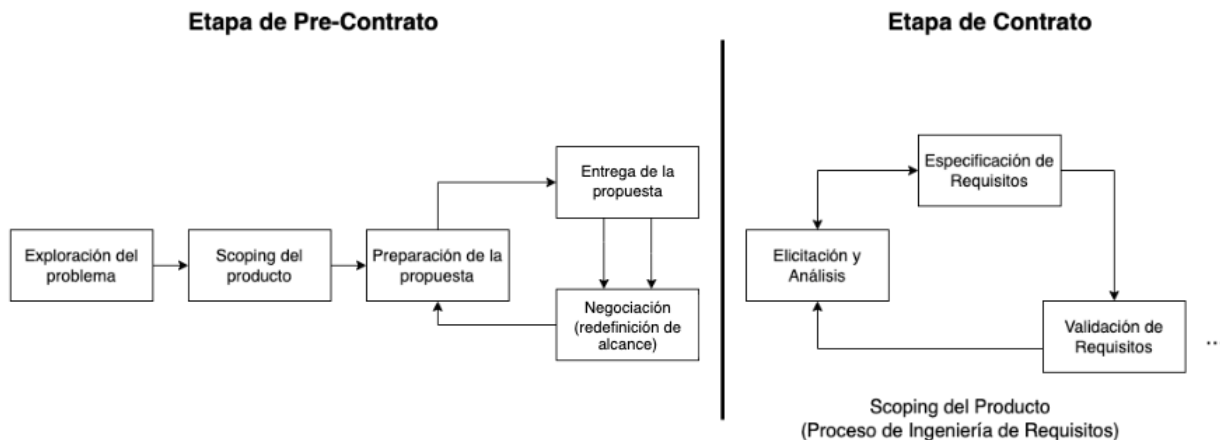 Etapa de Pre-Contrato
Etapa de Contrato
Exploración del
problema
Scoping del
producto
Preparación de la
propuesta
Entrega de la
propuesta
Negociación
(redefinición de
alcance)
Elicitación y
Análisis
Especificación de
Requisitos
Validación de
Requisitos
...
Scoping del Producto
(Proceso de Ingeniería de Requisitos)